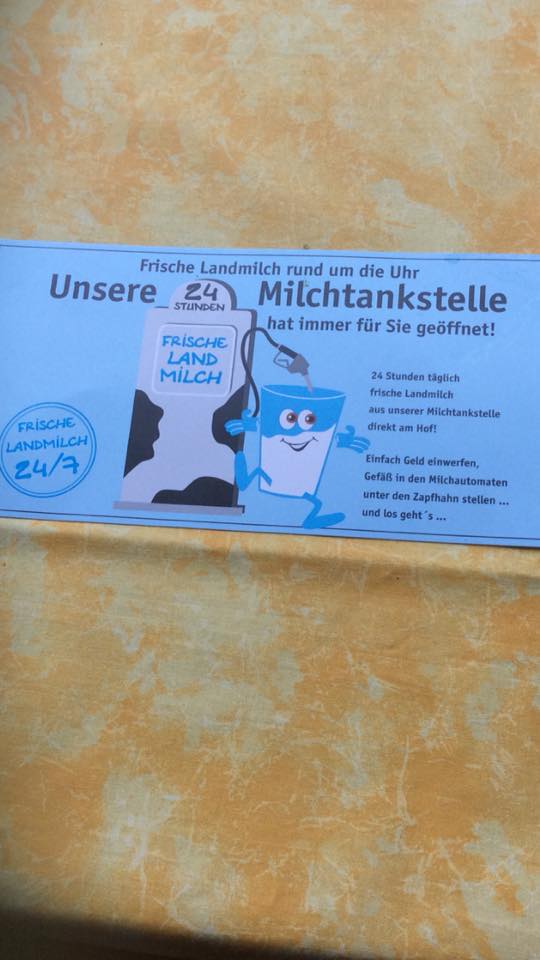 Frische Landmilch rund um die Uhr
Unsere 24 STUNDEN Milchtankstelle
hat immer für Sie geöffnet!
FRISCHE
LAND
MILCH
24 Stunden täglich
frische Landmilch
aus unserer Milchtankstelle
direkt am Hof!
Einfach Geld einwerfen,
Gefäß in den Milchautomaten
unter den Zapfhahn stellen ...
und los geht´s ...
FRISCHE
LANDMILCH
24/7